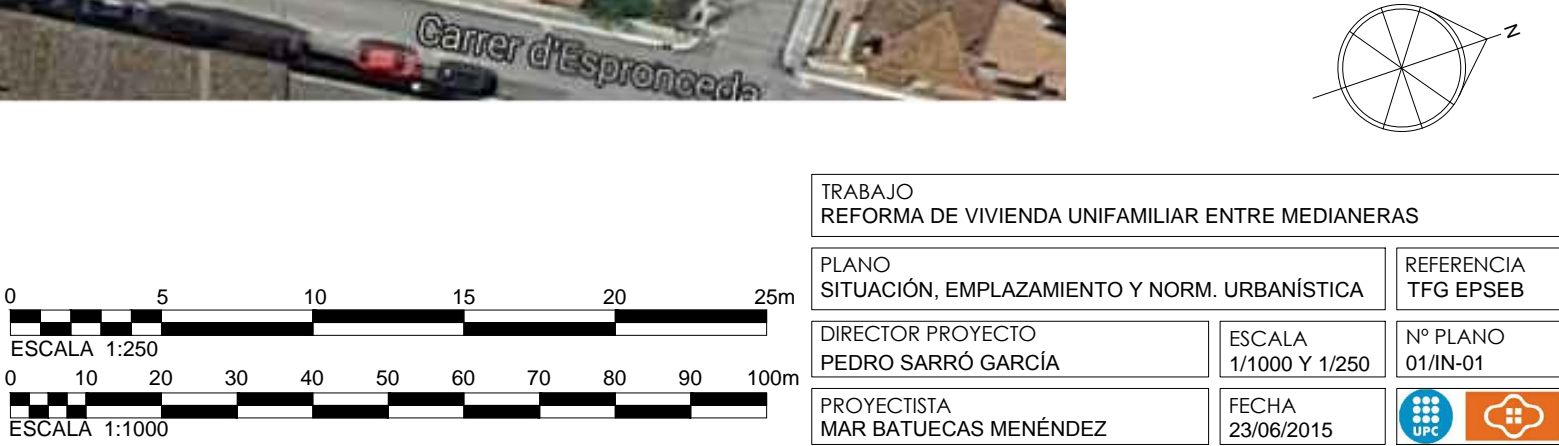 Carrer d'Espronceda
N
TRABAJO
REFORMA DE VIVIENDA UNIFAMILIAR ENTRE MEDIANERAS
PLANO
SITUACIÓN, EMPLAZAMIENTO Y NORM. URBANÍSTICA
REFERENCIA
TFG EPSEB
DIRECTOR PROYECTO
PEDRO SARRÓ GARCÍA
ESCALA
1/1000 Y 1/250
Nº PLANO
01/IN-01
PROYECTISTA
MAR BATUECAS MENÉNDEZ
FECHA
23/06/2015
UPC
0 5 10 15 20 25m
ESCALA 1:250
0 10 20 30 40 50 60 70 80 90 100m
ESCALA 1:1000